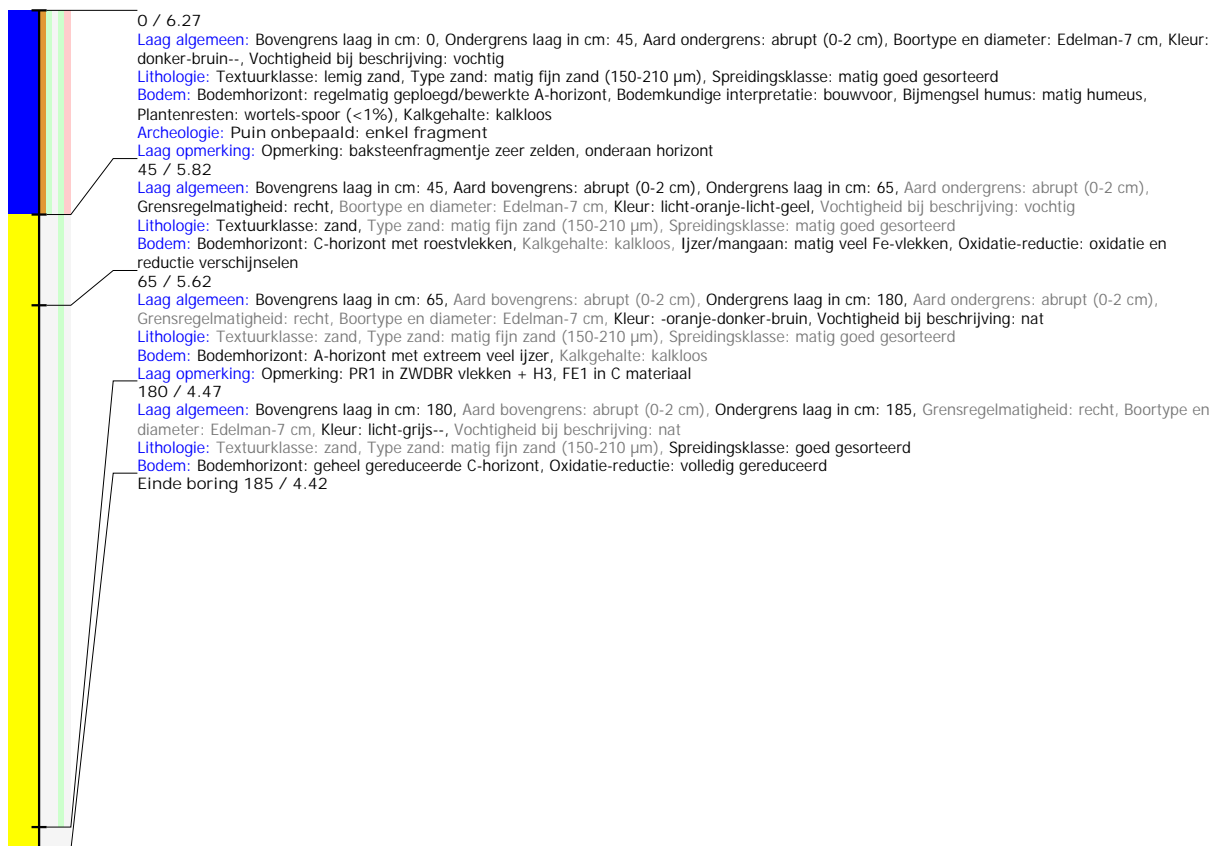 0 / 6.27
Laag algemeen: Bovengrens laag in cm: 0, Ondergrens laag in cm: 45, Aard ondergrens: abrupt (0-2 cm), Boortype en diameter: Edelman-7 cm, Kleur:
donker-bruin--, Vochtigheid bij beschrijving: vochtig
Lithologie: Textuurklasse: lemig zand, Type zand: matig fijn zand (150-210 µm), Spreidingsklasse: matig goed gesorteerd
Bodem: Bodemhorizont: regelmatig geploegd/bewerkte A-horizont, Bodemkundige interpretatie: bouwvoor, Bijmengsel humus: matig humeus,
Plantenresten: wortels-spoor (<1%), Kalkgehalte: kalkloos
Archeologie: Puin onbepaald: enkel fragment
Laag opmerking: Opmerking: baksteenfragmentje zeer zelden, onderaan horizont
45 / 5.82
Laag algemeen: Bovengrens laag in cm: 45, Aard bovengrens: abrupt (0-2 cm), Ondergrens laag in cm: 65, Aard ondergrens: abrupt (0-2 cm),
Grensregelmatigheid: recht, Boortype en diameter: Edelman-7 cm, Kleur: licht-oranje-licht-geel, Vochtigheid bij beschrijving: vochtig
Lithologie: Textuurklasse: zand, Type zand: matig fijn zand (150-210 µm), Spreidingsklasse: matig goed gesorteerd
Bodem: Bodemhorizont: C-horizont met roestvlekken, Kalkgehalte: kalkloos, Ijzer/mangaan: matig veel Fe-vlekken, Oxidatie-reductie: oxidatie en
reductie verschijnselen
65 / 5.62
Laag algemeen: Bovengrens laag in cm: 65, Aard bovengrens: abrupt (0-2 cm), Ondergrens laag in cm: 180, Aard ondergrens: abrupt (0-2 cm),
Grensregelmatigheid: recht, Boortype en diameter: Edelman-7 cm, Kleur: -oranje-donker-bruin, Vochtigheid bij beschrijving: nat
Lithologie: Textuurklasse: zand, Type zand: matig fijn zand (150-210 µm), Spreidingsklasse: matig goed gesorteerd
Bodem: Bodemhorizont: A-horizont met extreem veel ijzer, Kalkgehalte: kalkloos
Laag opmerking: Opmerking: PR1 in ZWDBR vlekken + H3, FE1 in C materiaal
180 / 4.47
Laag algemeen: Bovengrens laag in cm: 180, Aard bovengrens: abrupt (0-2 cm), Ondergrens laag in cm: 185, Grensregelmatigheid: recht, Boortype en
diameter: Edelman-7 cm, Kleur: licht-grijs--, Vochtigheid bij beschrijving: nat
Lithologie: Textuurklasse: zand, Type zand: matig fijn zand (150-210 µm), Spreidingsklasse: goed gesorteerd
Bodem: Bodemhorizont: geheel gereduceerde C-horizont, Oxidatie-reductie: volledig gereduceerd
Einde boring 185 / 4.42